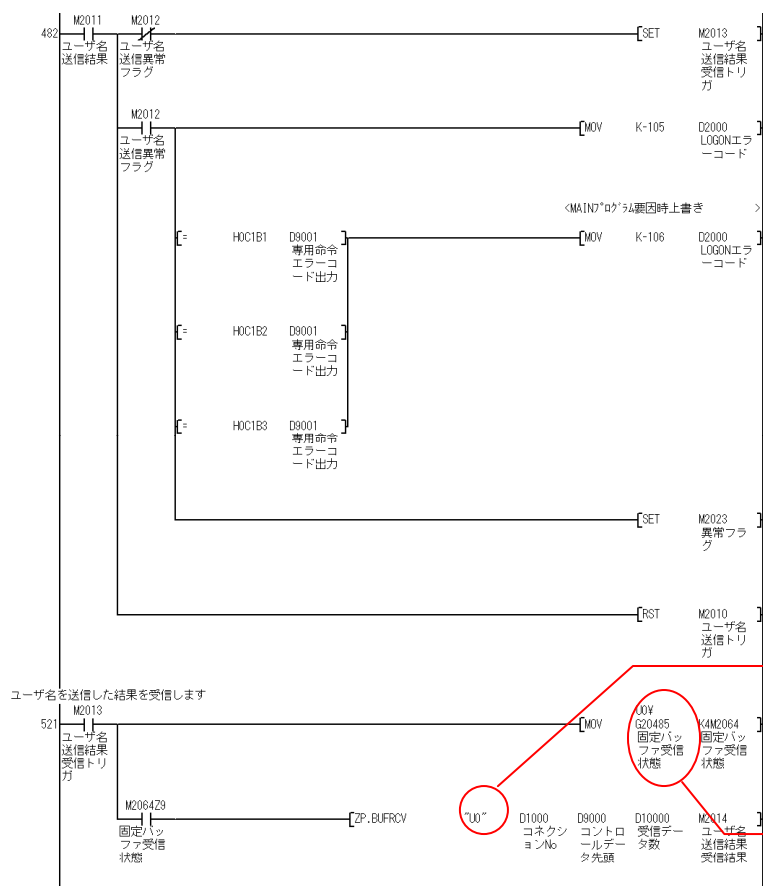 M2011 M2012
482 [SET M2013 ]
ユーザ名 ユーザ名 ユーザ名
送信結果 送信異常 送信結果
フラグ 受信トリ
ガ
M2012
[MOV K-105 D2000 ]
ユーザ名 LOGONエラ
送信異常 ーコード
フラグ
<MAINプログラム要因時上書き >
[= H0C1B1 D9001 ] [MOV K-106 D2000 ]
専用命令 LOGONエラ
エラーコ ーコード
ード出力
[= H0C1B2 D9001 ]
専用命令
エラーコ
ード出力
[= H0C1B3 D9001 ]
専用命令
エラーコ
ード出力
[SET M2023 ]
異常フラ
グ
[RST M2010 ]
ユーザ名
送信トリ
ガ
ユーザ名を送信した結果を受信します
M2013 U0¥
521 [MOV G20485 K4M2064 ]
ユーザ名 固定バッ 固定バッ
送信結果 ファ受信 ファ受信
受信トリ 状態 状態
ガ
M2064Z9
[ZP.BUFRCV "U0" D1000 D9000 D10000 M2014 ]
固定バッ コネクシ コントロ 受信デー ユーザ名
ファ受信 ョンNo ールデー タ数 送信結果
状態 タ先頭 受信結果